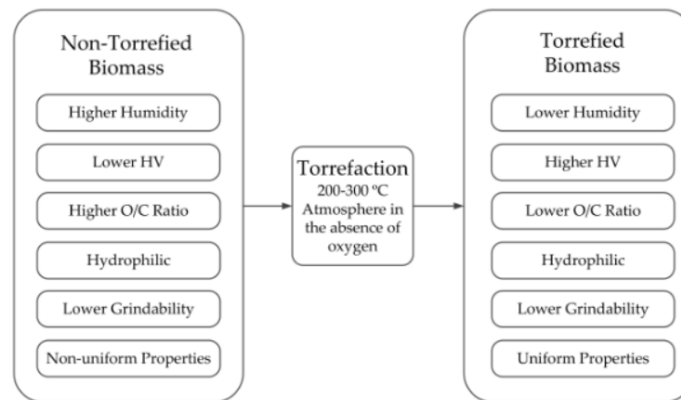 Non-Torrefied
Biomass
Higher Humidity
Lower HV
Higher O/C Ratio
Hydrophilic
Lower Grindability
Non-uniform Properties
Torrefaction
200-300 ºC
Atmosphere in
the absence of
oxygen
Torrefied
Biomass
Lower Humidity
Higher HV
Lower O/C Ratio
Hydrophilic
Lower Grindability
Uniform Properties